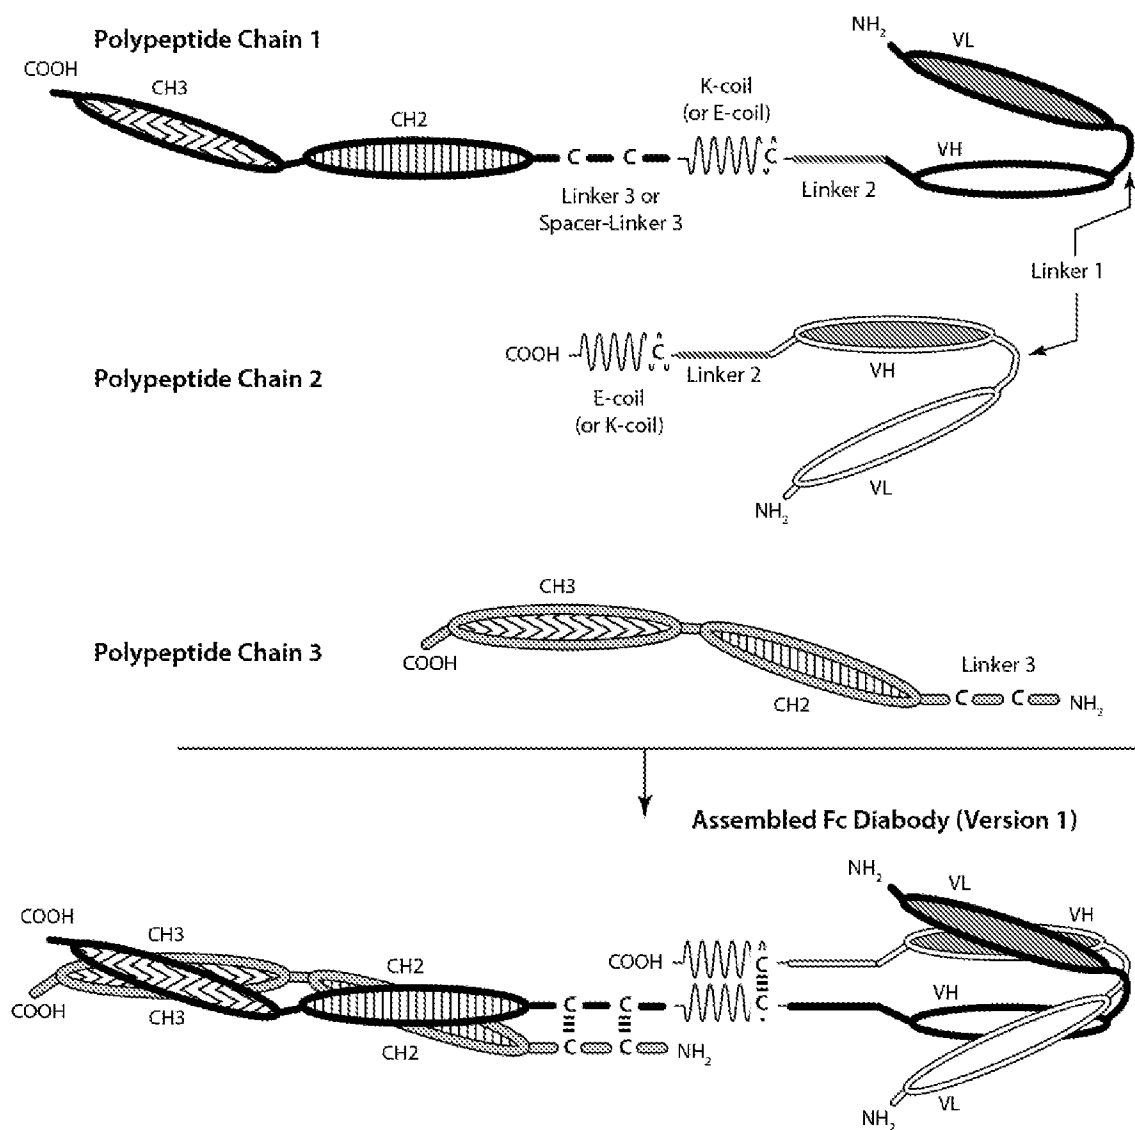 Polypeptide Chain 1
COOH
CH3
CH2
C
C
Linker 3 or
Spacer-Linker 3
K-coil
(or E-coil)
C
Linker 2
NH2
VL
VH
Linker 1
Polypeptide Chain 2
COOH
C
E-coil
(or K-coil)
Linker 2
VH
VL
NH2
Polypeptide Chain 3
CH3
COOH
CH2
Linker 3
C
C
NH2
Assembled Fc Diabody (Version 1)
COOH
CH3
COOH
CH3
CH2
CH2
C
C
C
C
NH2
COOH
C
C
NH2
VL
VH
VH
VL
NH2